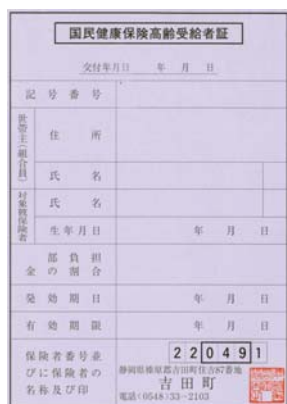 国民健康保険高齢受給者証
交付年月日 年 月 日
記号番号
世帯主(組合員)
住所
氏名
対象被保険者
氏名
生年月日 年 月 日
一部負担
金の割合
発効期日 年 月 日
有効期限 年 月 日
保険者番号並
びに保険者の
名称及び印
220491
静岡県榛原郡吉田町住吉87番地
吉田町
電話(0548)33-2103